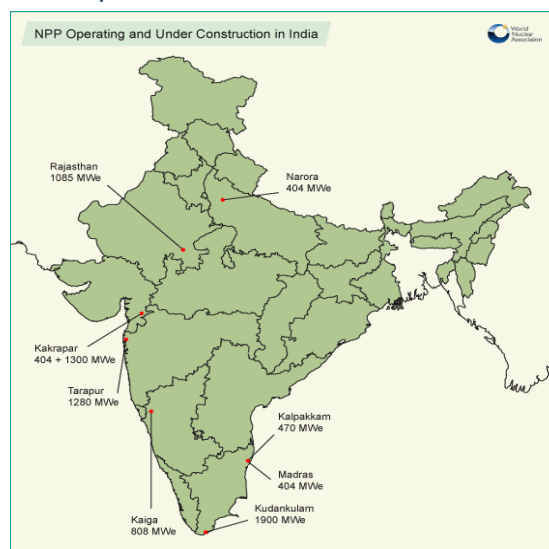 NPP Operating and Under Construction in India
World
Nuclear
Association
Rajasthan
1085 MWe
Narora
404 MWe
Kakrapar
404 + 1300 MWe
Tarapur
1280 MWe
Kalpakkam
470 MWe
Madras
404 MWe
Kudankulam
1900 MWe
Kaiga
808 MWe